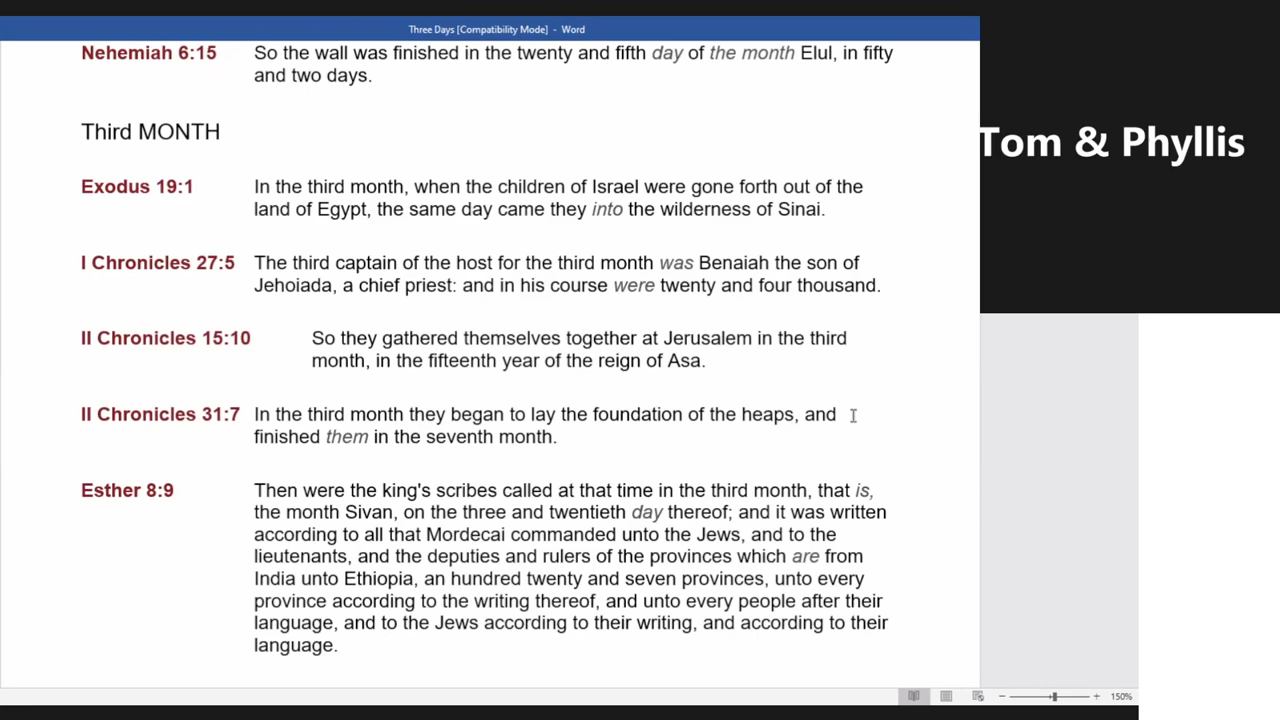 Three Days [Compatibility Mode] - Word
Nehemiah 6:15 So the wall was finished in the twenty and fifth day of the month Elul, in fifty
and two days.
Third MONTH
Exodus 19:1 In the third month, when the children of Israel were gone forth out of the
land of Egypt, the same day came they into the wilderness of Sinai.
I Chronicles 27:5 The third captain of the host for the third month was Benaiah the son of
Jehoiada, a chief priest: and in his course were twenty and four thousand.
II Chronicles 15:10 So they gathered themselves together at Jerusalem in the third
month, in the fifteenth year of the reign of Asa.
II Chronicles 31:7 In the third month they began to lay the foundation of the heaps, and
finished them in the seventh month.
Esther 8:9 Then were the king's scribes called at that time in the third month, that is,
the month Sivan, on the three and twentieth day thereof; and it was written
according to all that Mordecai commanded unto the Jews, and to the
lieutenants, and the deputies and rulers of the provinces which are from
India unto Ethiopia, an hundred twenty and seven provinces, unto every
province according to the writing thereof, and unto every people after their
language, and to the Jews according to their writing, and according to their
language.
150%
Tom & Phyllis